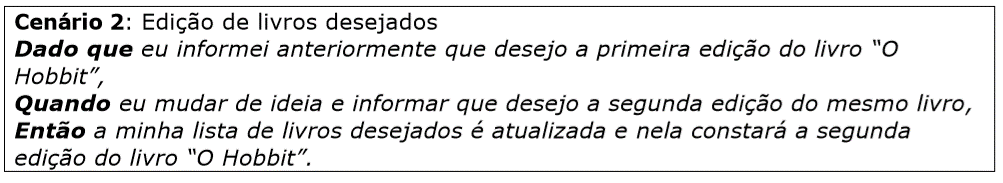 Cenário 2: Edição de livros desejados
Dado que eu informei anteriormente que desejo a primeira edição do livro “O
Hobbit”,
Quando eu mudar de ideia e informar que desejo a segunda edição do mesmo livro,
Então a minha lista de livros desejados é atualizada e nela constará a segunda
edição do livro “O Hobbit”.